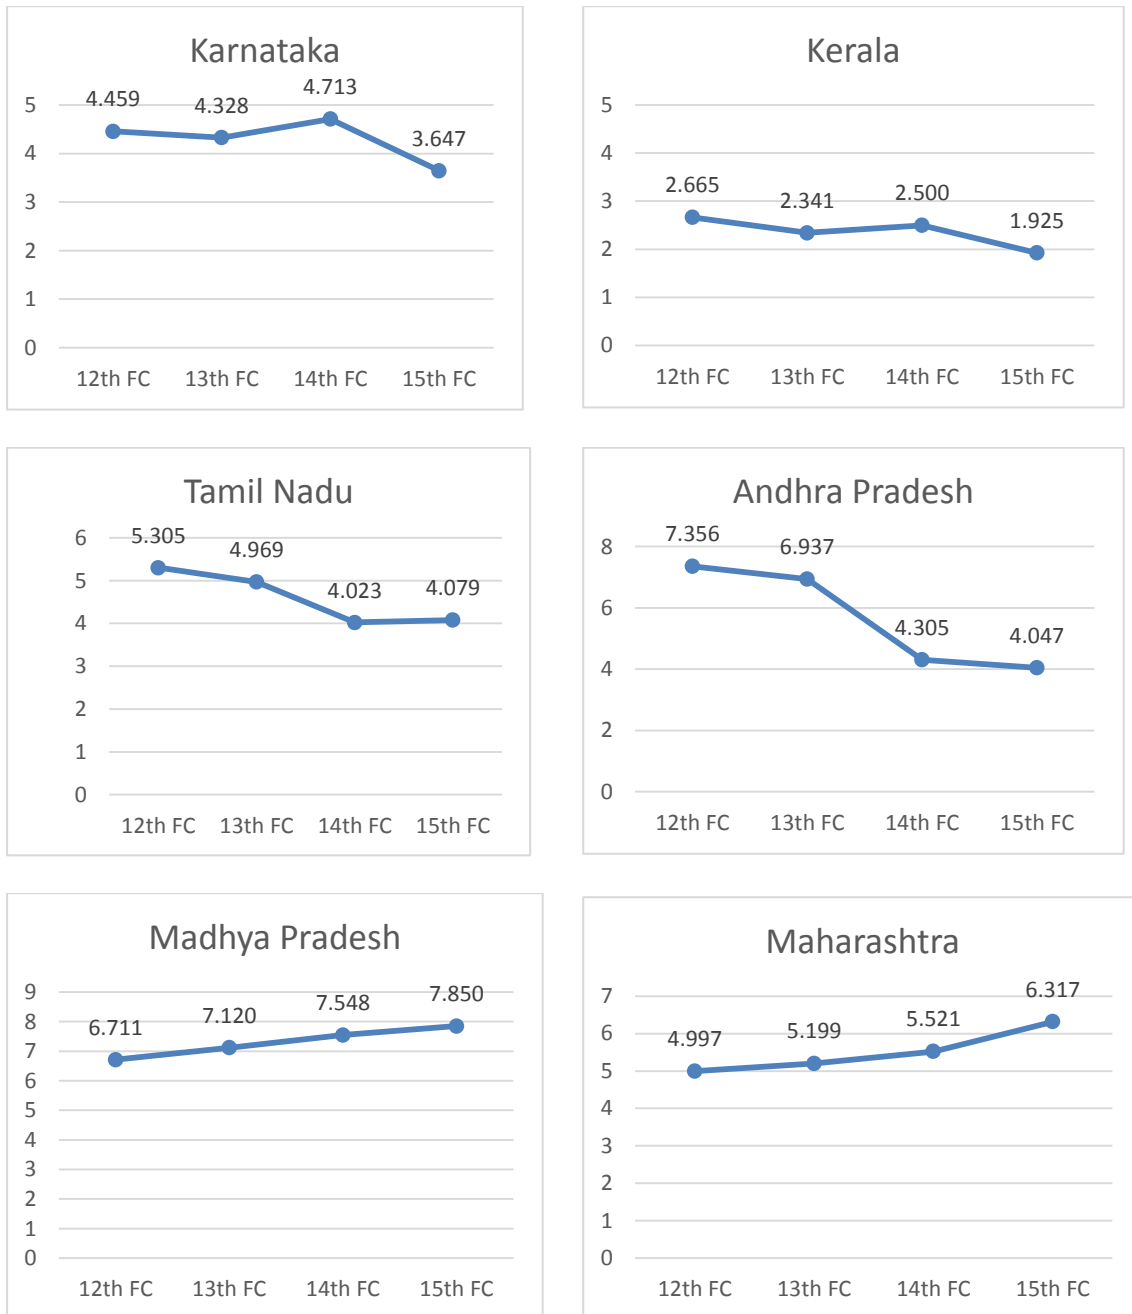 Karnataka
4.459 4.328 4.713 3.647
5
4
3
2
1
0
12th FC 13th FC 14th FC 15th FC
Kerala
5
4
3
2
1
0
2.665 2.341 2.500 1.925
12th FC 13th FC 14th FC 15th FC
Tamil Nadu
6
5
4
3
2
1
0
5.305 4.969 4.023 4.079
12th FC 13th FC 14th FC 15th FC
Andhra Pradesh
8
6
4
2
0
7.356 6.937 4.305 4.047
12th FC 13th FC 14th FC 15th FC
Madhya Pradesh
9
8
7
6
5
4
3
2
1
0
6.711 7.120 7.548 7.850
12th FC 13th FC 14th FC 15th FC
Maharashtra
7
6
5
4
3
2
1
0
4.997 5.199 5.521 6.317
12th FC 13th FC 14th FC 15th FC